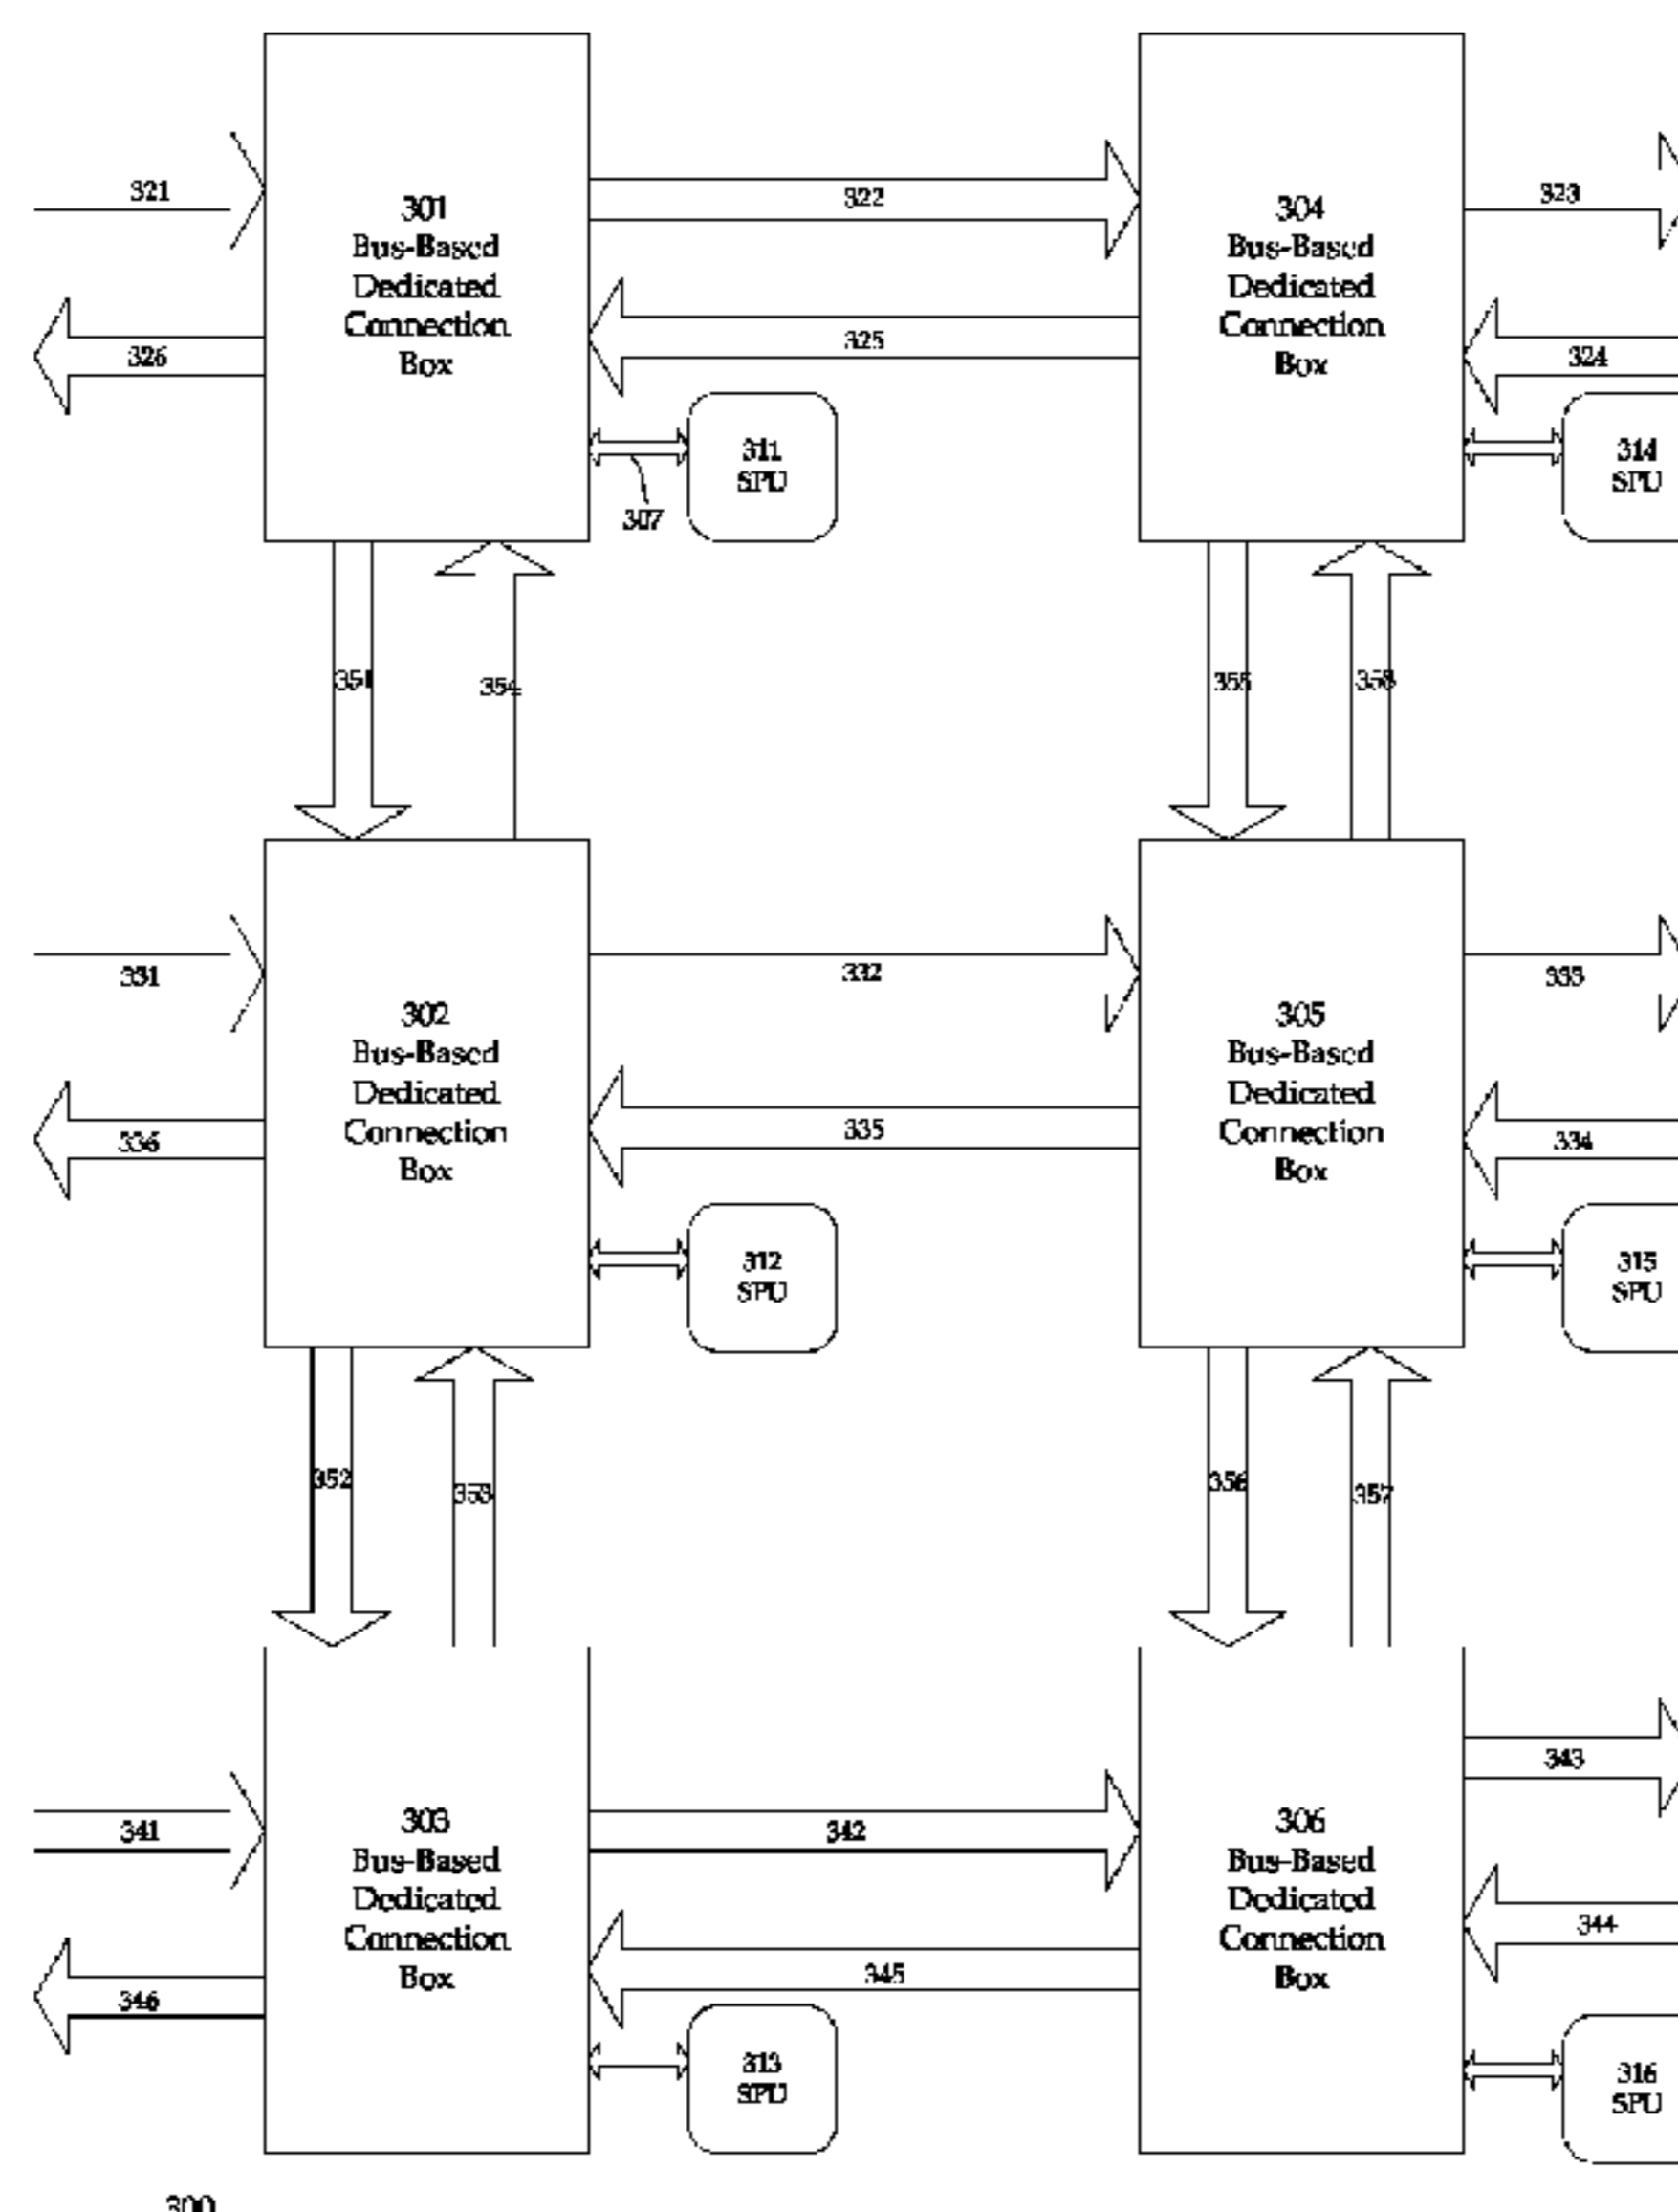 321
301
Bus-Based
Dedicated
Connection
Box
322
304
Bus-Based
Dedicated
Connection
Box
323
326
325
324
311
SPU
307
314
SPU
351
354
355
358
331
302
Bus-Based
Dedicated
Connection
Box
332
305
Bus-Based
Dedicated
Connection
Box
333
336
335
334
312
SPU
315
SPU
352
353
356
357
341
303
Bus-Based
Dedicated
Connection
Box
342
306
Bus-Based
Dedicated
Connection
Box
343
346
345
344
313
SPU
316
SPU
300